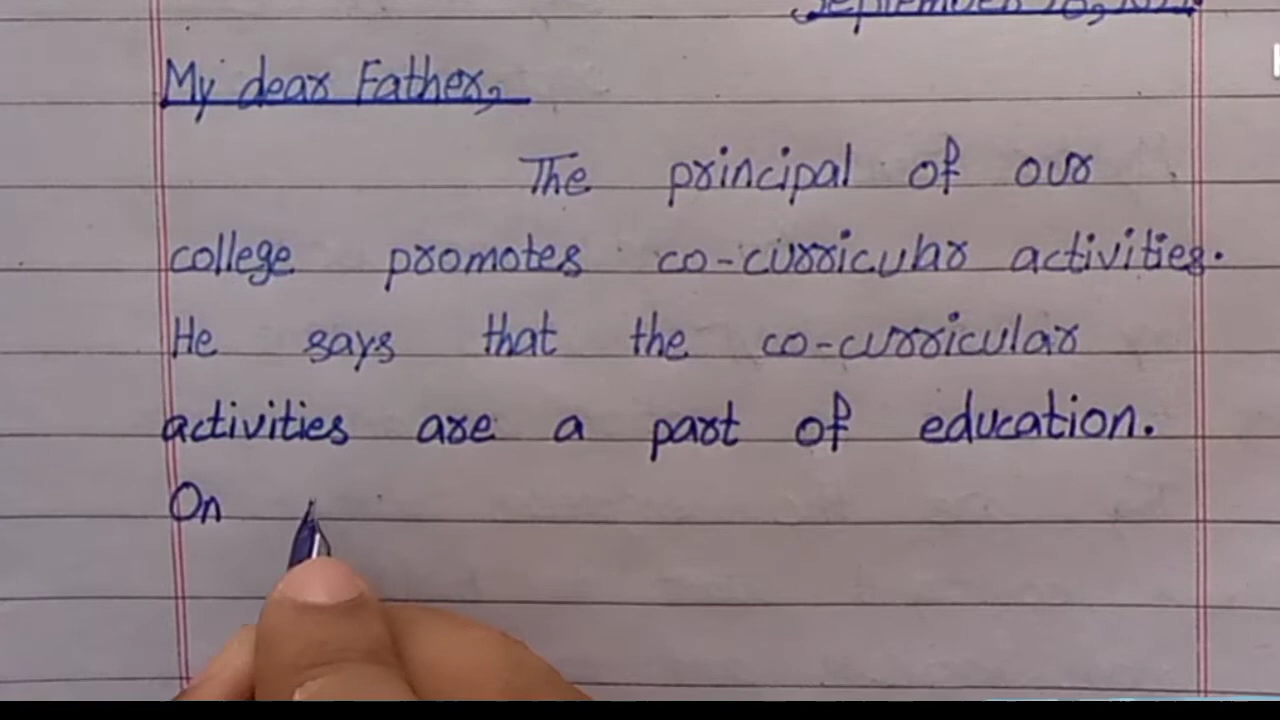 September
My dear Father,
The principal of our
college promotes co-curricular activities.
He says that the co-curricular
activities are a part of education.
On